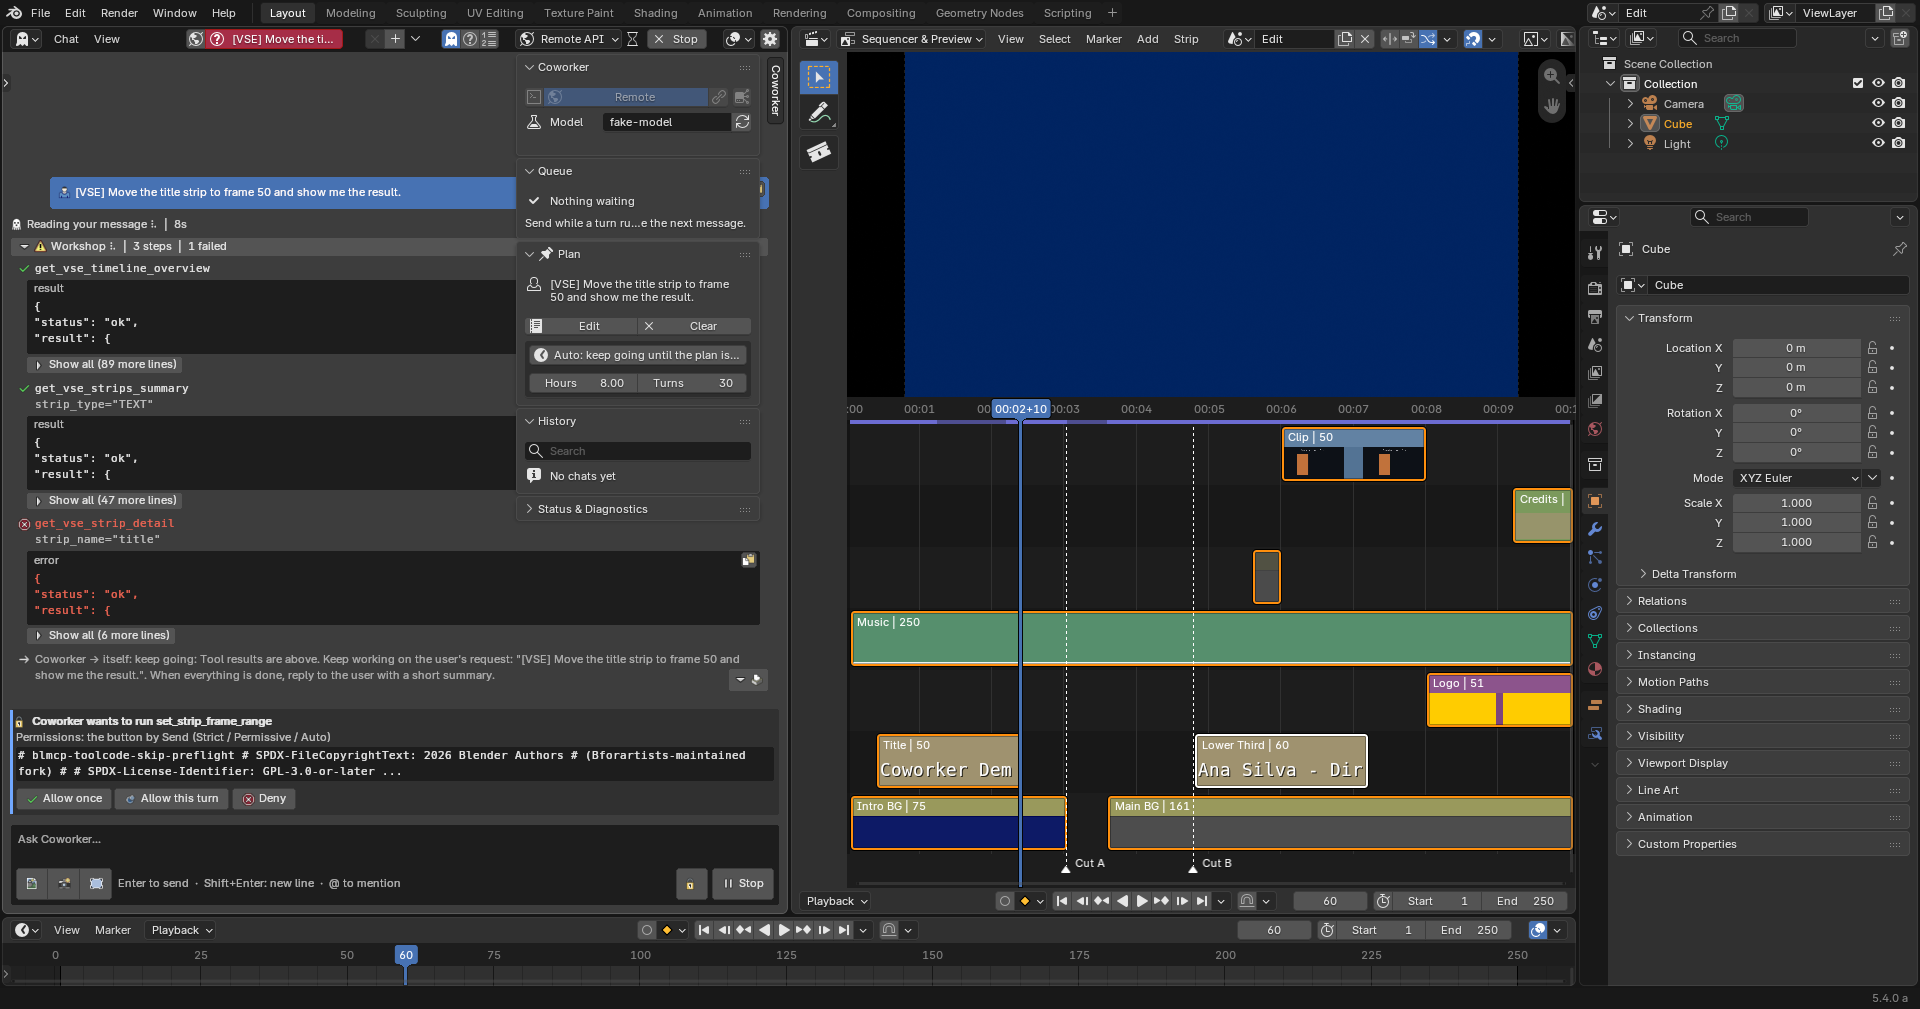 File Edit Render Window Help Layout Modeling Sculpting UV Editing Texture Paint Shading Animation Rendering Compositing Geometry Nodes Scripting + Edit ViewLayer
Chat View [VSE] Move the ti... Remote API Stop
Sequencer & Preview View Select Marker Add Strip Edit
Search
Scene Collection
Collection
Camera
Cube
Light
Coworker
Remote
Model fake-model
Coworker
Queue
Nothing waiting
Send while a turn ru...e the next message.
Plan
[VSE] Move the title strip to frame
50 and show me the result.
Edit Clear
Auto: keep going until the plan is...
Hours 8.00 Turns 30
History
Search
No chats yet
Status & Diagnostics
[VSE] Move the title strip to frame 50 and show me the result.
Reading your message | 8s
Workshop | 3 steps | 1 failed
get_vse_timeline_overview
result
{
"status": "ok",
"result": {
Show all (89 more lines)
get_vse_strips_summary
strip_type="TEXT"
result
{
"status": "ok",
"result": {
Show all (47 more lines)
get_vse_strip_detail
strip_name="title"
error
{
"status": "ok",
"result": {
Show all (6 more lines)
Coworker → itself: keep going: Tool results are above. Keep working on the user's request: "[VSE] Move the title strip to frame 50 and
show me the result.". When everything is done, reply to the user with a short summary.
Coworker wants to run set_strip_frame_range
Permissions: the button by Send (Strict / Permissive / Auto)
# blmcp-toolcode-skip-preflight # SPDX-FileCopyrightText: 2026 Blender Authors # (Bforartists-maintained
fork) # # SPDX-License-Identifier: GPL-3.0-or-later ...
Allow once Allow this turn Deny
Ask Coworker...
Enter to send · Shift+Enter: new line · @ to mention
Stop
:00 00:01 00 00:02+10 00:03 00:04 00:05 00:06 00:07 00:08 00:09 00:1
Clip | 50
Credits |
Music | 250
Logo | 51
Title | 50
Coworker Dem
Lower Third | 60
Ana Silva - Dir
Intro BG | 75
Main BG | 161
Cut A
Cut B
Playback 60 Start 1 End 250
View Marker Playback 60 Start 1 End 250
0 25 50 60 75 100 125 150 175 200 225 250
Search
Cube
Cube
Transform
Location X 0 m
Y 0 m
Z 0 m
Rotation X 0°
Y 0°
Z 0°
Mode XYZ Euler
Scale X 1.000
Y 1.000
Z 1.000
Delta Transform
Relations
Collections
Instancing
Motion Paths
Shading
Visibility
Viewport Display
Line Art
Animation
Custom Properties
5.4.0 a